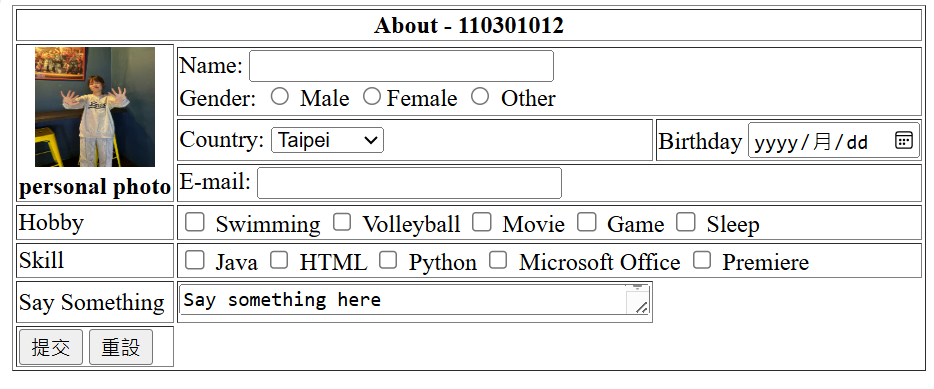 About - 110301012
Name:
Gender: Male Female Other
Country: Taipei
Birthday yyyy/月/dd
personal photo
E-mail:
Hobby
Swimming Volleyball Movie Game Sleep
Skill
Java HTML Python Microsoft Office Premiere
Say Something
Say something here
提交 重設